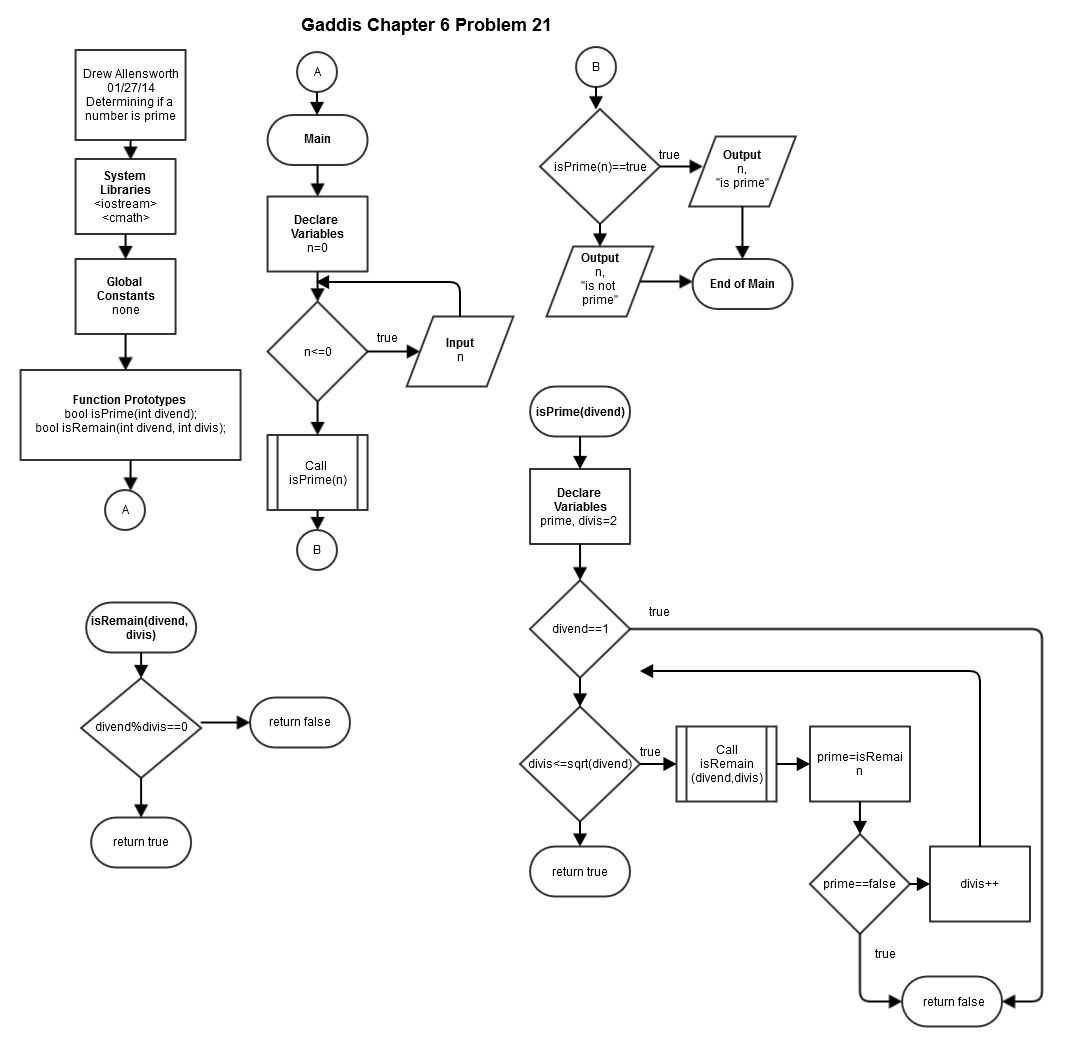 Gaddis Chapter 6 Problem 21
Drew Allensworth
01/27/14
Determining if a
number is prime
System
Libraries
<iostream>
<cmath>
Global
Constants
none
Function Prototypes
bool isPrime(int divend);
bool isRemain(int divend, int divis);
A
A
Main
Declare
Variables
n=0
n<=0
true
Input
n
Call
isPrime(n)
B
B
isPrime(n)==true
true
Output
n,
"is prime"
Output
n,
"is not
prime"
End of Main
isPrime(divend)
Declare
Variables
prime, divis=2
divend==1
true
divis<=sqrt(divend)
true
Call
isRemain
(divend,divis)
prime=isRemai
n
prime==false
divis++
true
return true
return false
isRemain(divend,
divis)
divend%divis==0
return false
return true